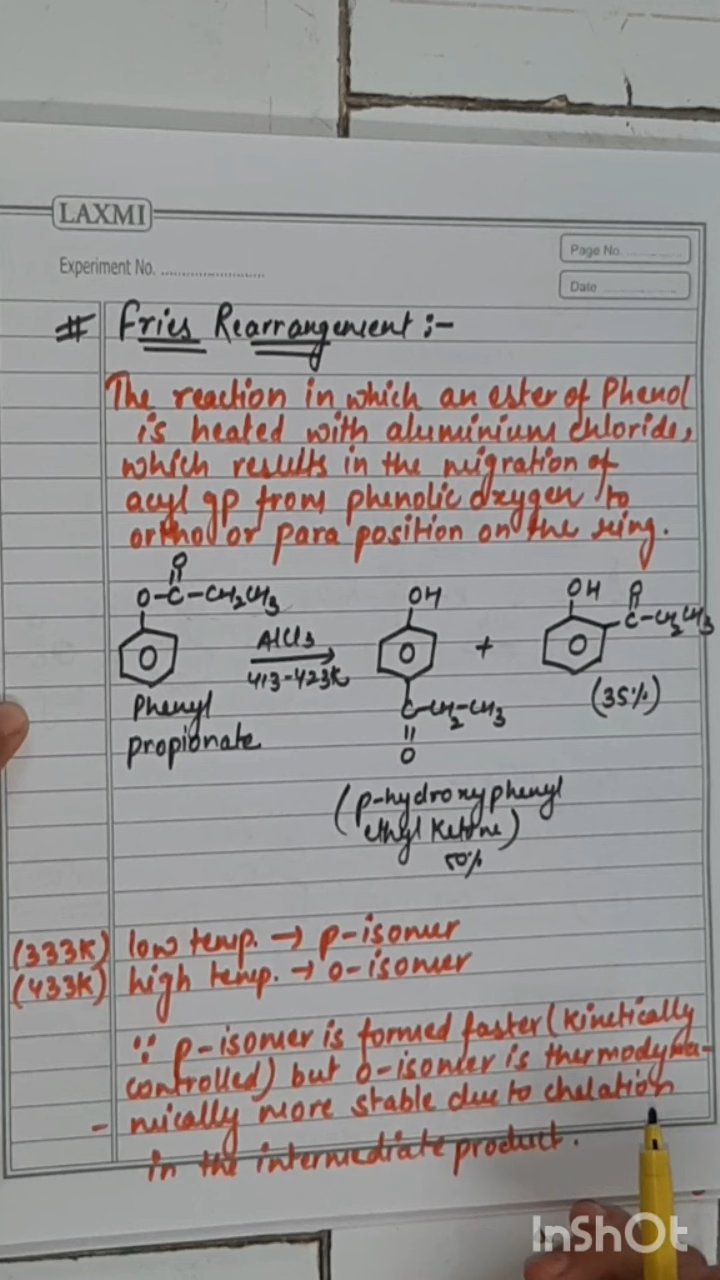 LAXMI
Page No.
Experiment No.
Date
# Fries Rearrangement :-
The reaction in which an ester of Phenol
is heated with aluminium chloride,
which results in the migration of
acyl gp from phenolic oxygen to
ortho or para position on the ring.
O
O-C-CH2CH3
AlCl3
413-423K
Phenyl
propionate
OH
C-CH2-CH3
O
+
OH
O
C-CH2CH3
(35%)
(p-hydroxyphenyl
ethyl Ketone)
50%
(333K) low temp. → p-isomer
(433K) high temp. → o-isomer
∵ p-isomer is formed faster (kinetically
controlled) but o-isomer is thermodyna-
- mically more stable due to chelation
in the intermediate product.
InShOt